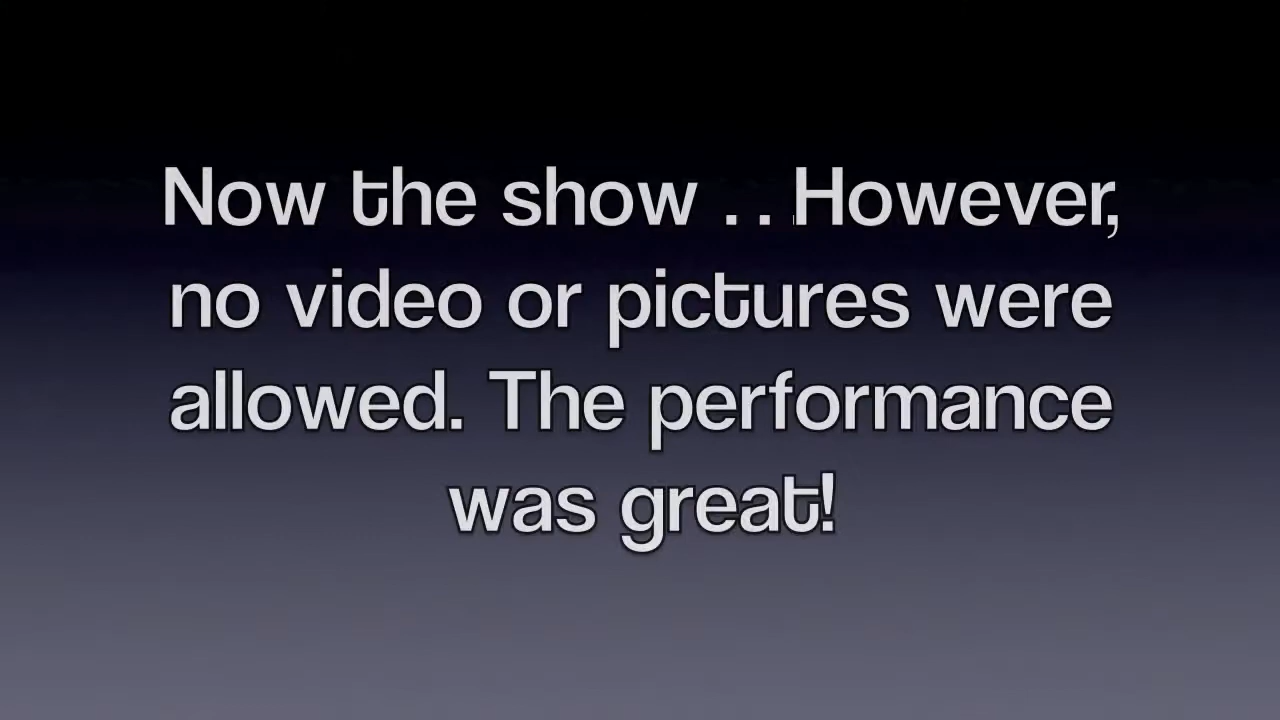 Now the show . . .However,
no video or pictures were
allowed. The performance
was great!